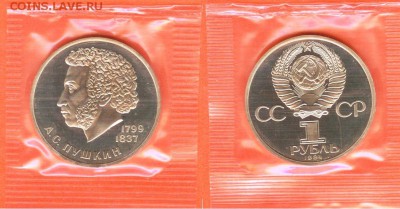 COINS.LAVE.RU
А.С.ПУШКИН
1799
1837
СС СР
1
РУБЛЬ
1984